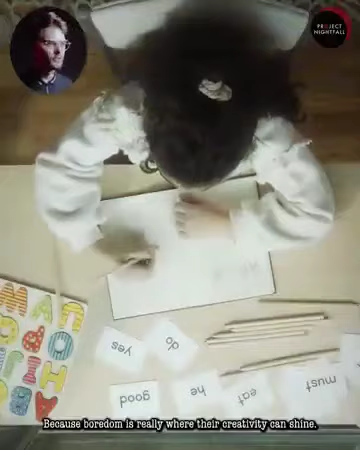 PROJECT
NIGHTFALL
yes
go
good
he
eat
must
Because boredom is really where their creativity can shine.